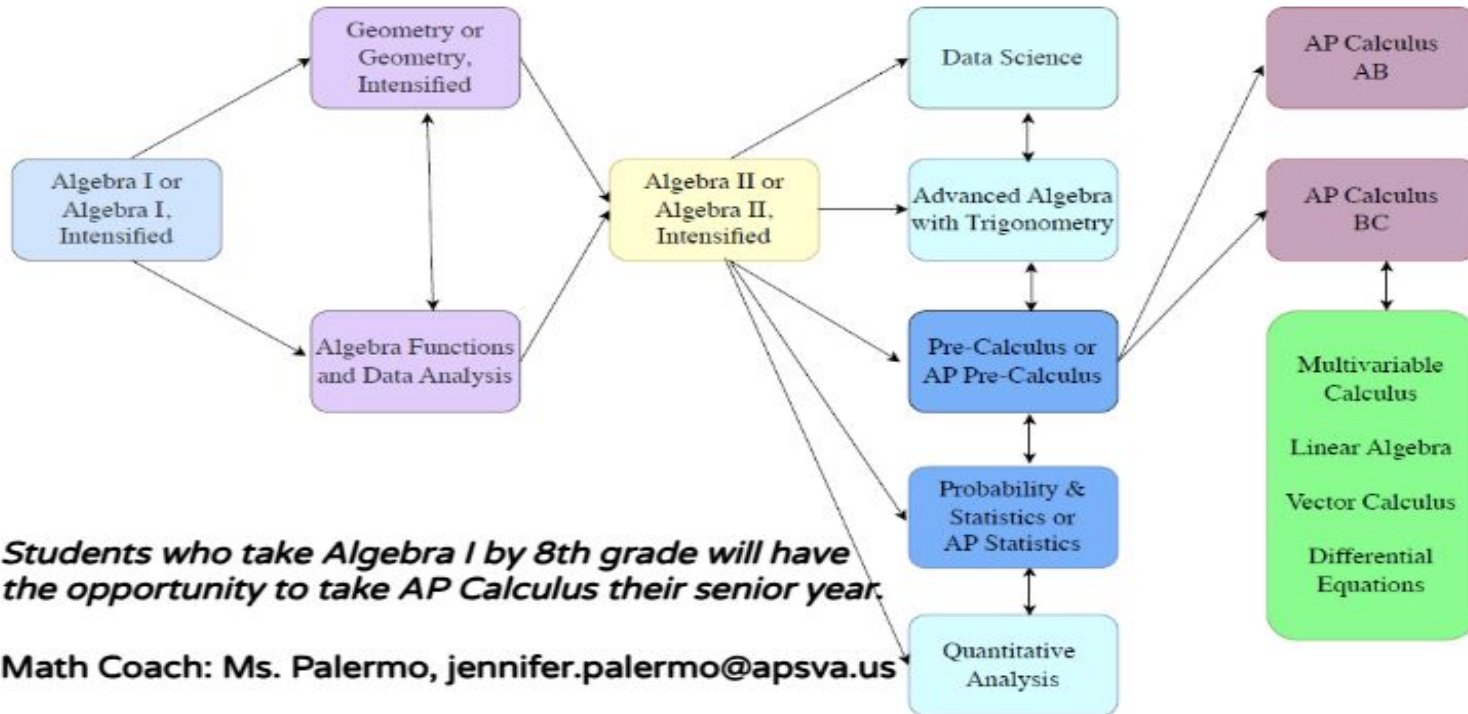 Geometry or
Geometry,
Intensified
Data Science
AP Calculus
AB
Algebra I or
Algebra I,
Intensified
Algebra II or
Algebra II,
Intensified
Advanced Algebra
with Trigonometry
AP Calculus
BC
Algebra Functions
and Data Analysis
Pre-Calculus or
AP Pre-Calculus
Multivariable
Calculus
Linear Algebra
Vector Calculus
Differential
Equations
Probability &
Statistics or
AP Statistics
Students who take Algebra I by 8th grade will have
the opportunity to take AP Calculus their senior year.
Math Coach: Ms. Palermo, jennifer.palermo@apsva.us
Quantitative
Analysis